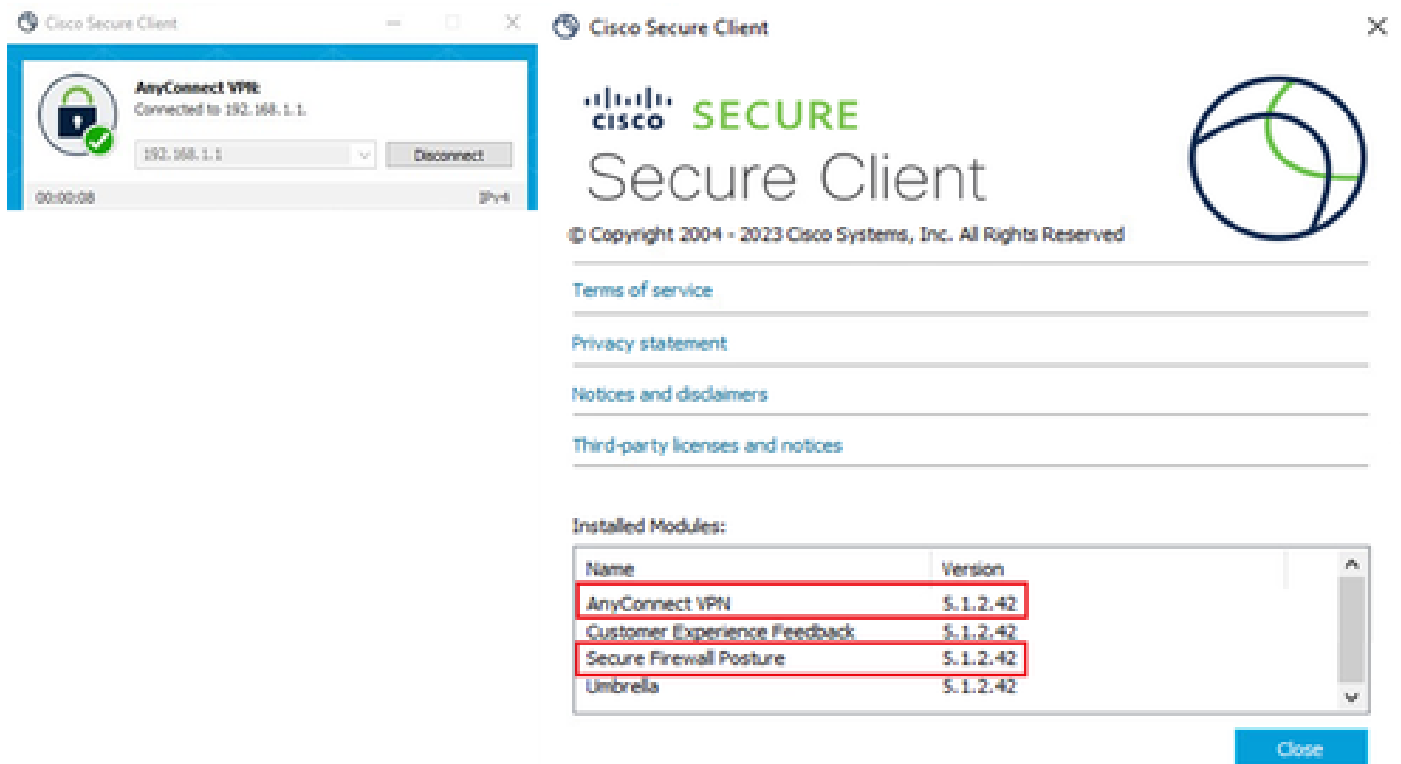 Cisco Secure Client
AnyConnect VPN:
Connected to 192.168.1.1.
192.168.1.1
Disconnect
00:00:08
IPv4
Cisco Secure Client
CISCO SECURE
Secure Client
© Copyright 2004 - 2023 Cisco Systems, Inc. All Rights Reserved
Terms of service
Privacy statement
Notices and disclaimers
Third-party licenses and notices
Installed Modules:
Name Version
AnyConnect VPN 5.1.2.42
Customer Experience Feedback 5.1.2.42
Secure Firewall Posture 5.1.2.42
Umbrella 5.1.2.42
Close